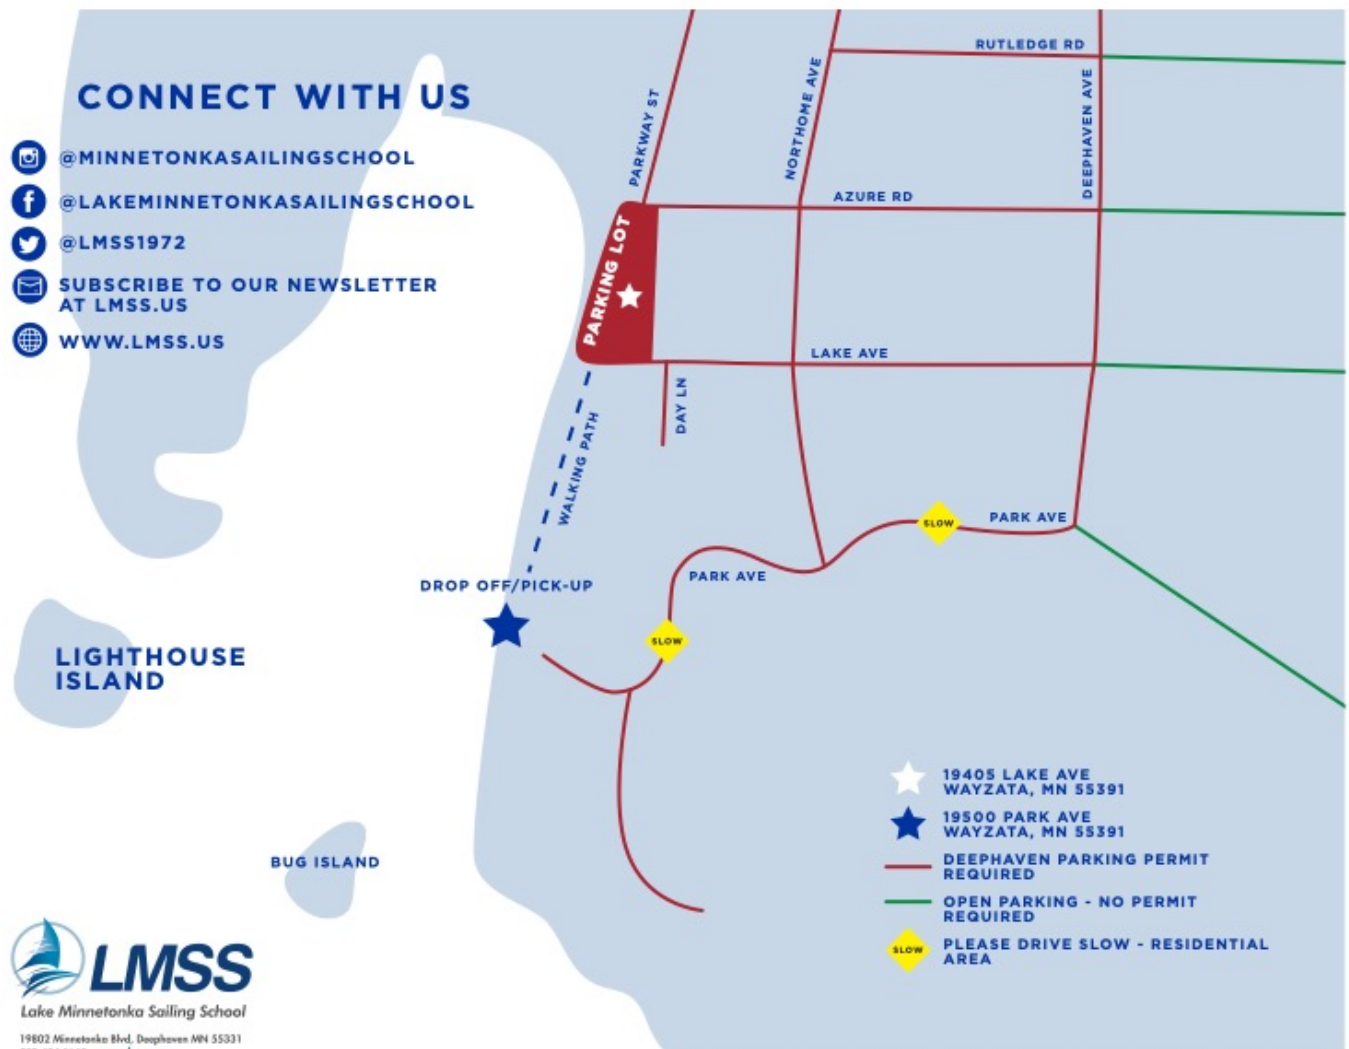 CONNECT WITH US
@MINNETONKASAILINGSCHOOL
@LAKEMINNETONKASAILINGSCHOOL
@LMSS1972
SUBSCRIBE TO OUR NEWSLETTER
AT LMSS.US
WWW.LMSS.US
RUTLEDGE RD
PARKWAY ST
NORTHOME AVE
DEEPHAVEN AVE
AZURE RD
PARKING LOT
LAKE AVE
DAY LN
WALKING PATH
SLOW
PARK AVE
PARK AVE
DROP OFF/PICK-UP
SLOW
LIGHTHOUSE
ISLAND
BUG ISLAND
19405 LAKE AVE
WAYZATA, MN 55391
19500 PARK AVE
WAYZATA, MN 55391
DEEPHAVEN PARKING PERMIT
REQUIRED
OPEN PARKING - NO PERMIT
REQUIRED
SLOW
PLEASE DRIVE SLOW - RESIDENTIAL
AREA
LMSS
Lake Minnetonka Sailing School
19802 Minnetonka Blvd, Deephaven MN 55331